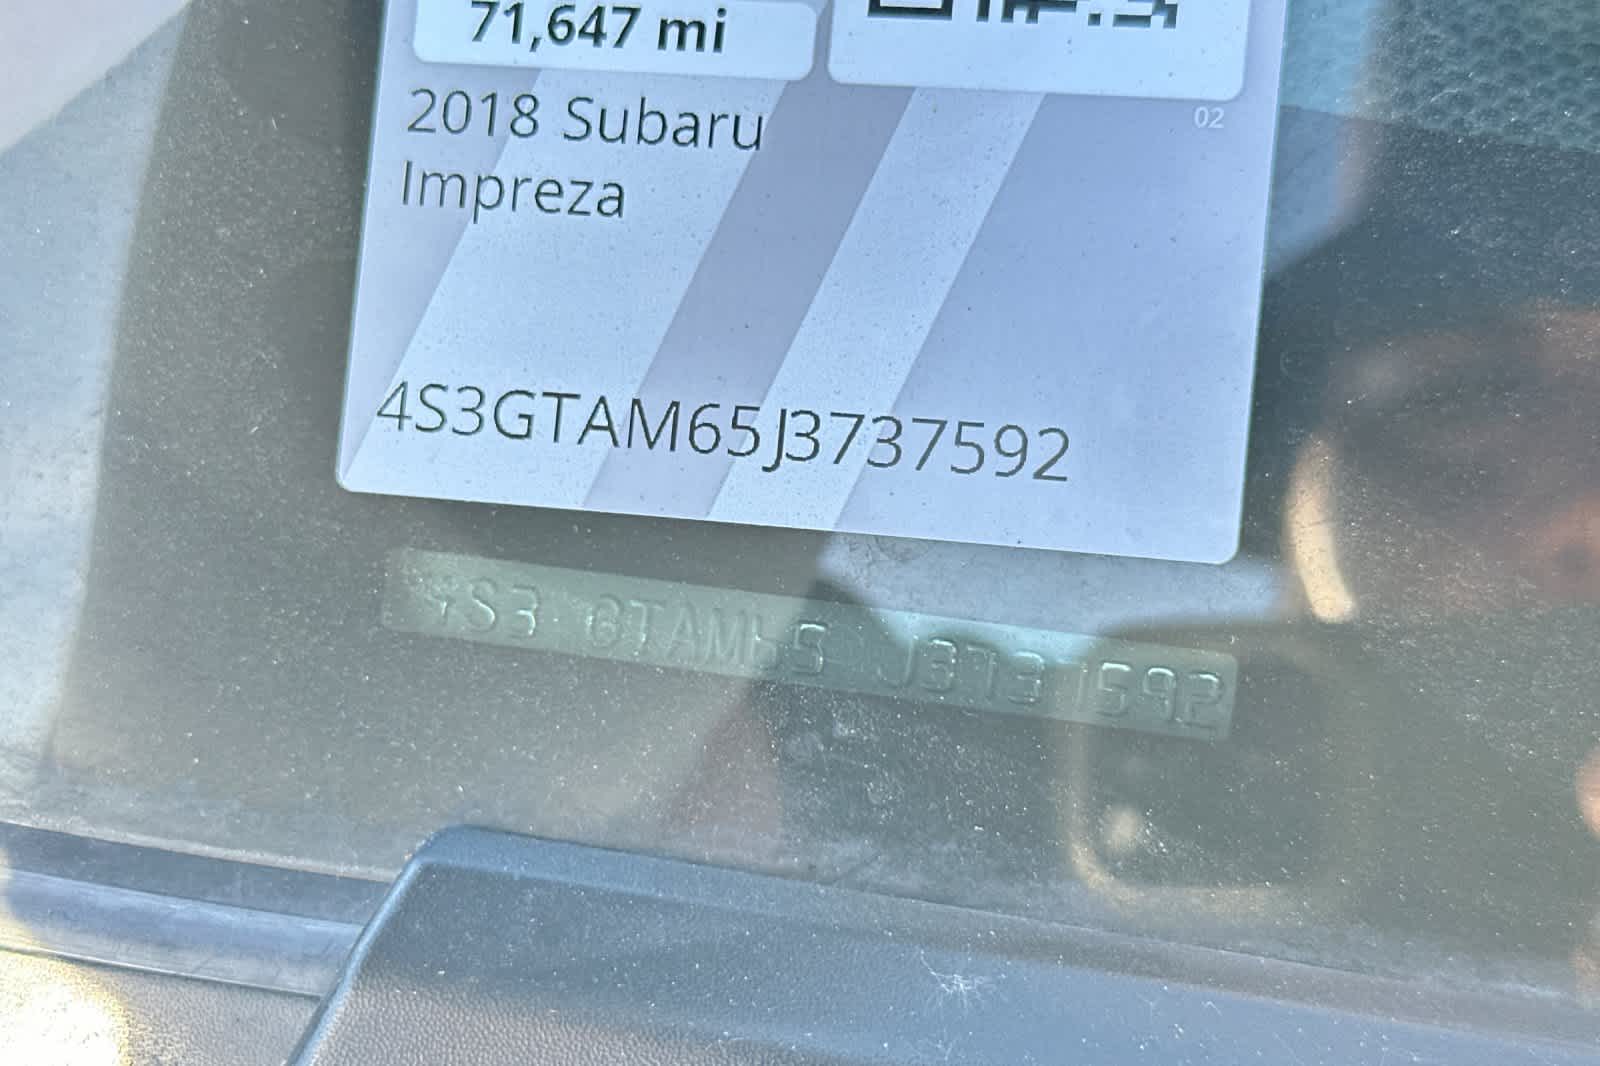 71,647 mi
02
2018 Subaru
Impreza
4S3GTAM65J3737592
4S3 GTAM65 J3737592